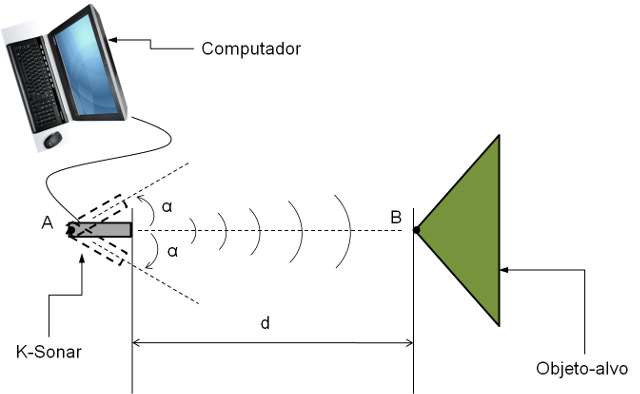 Computador
A
α
α
B
d
K-Sonar
Objeto-alvo